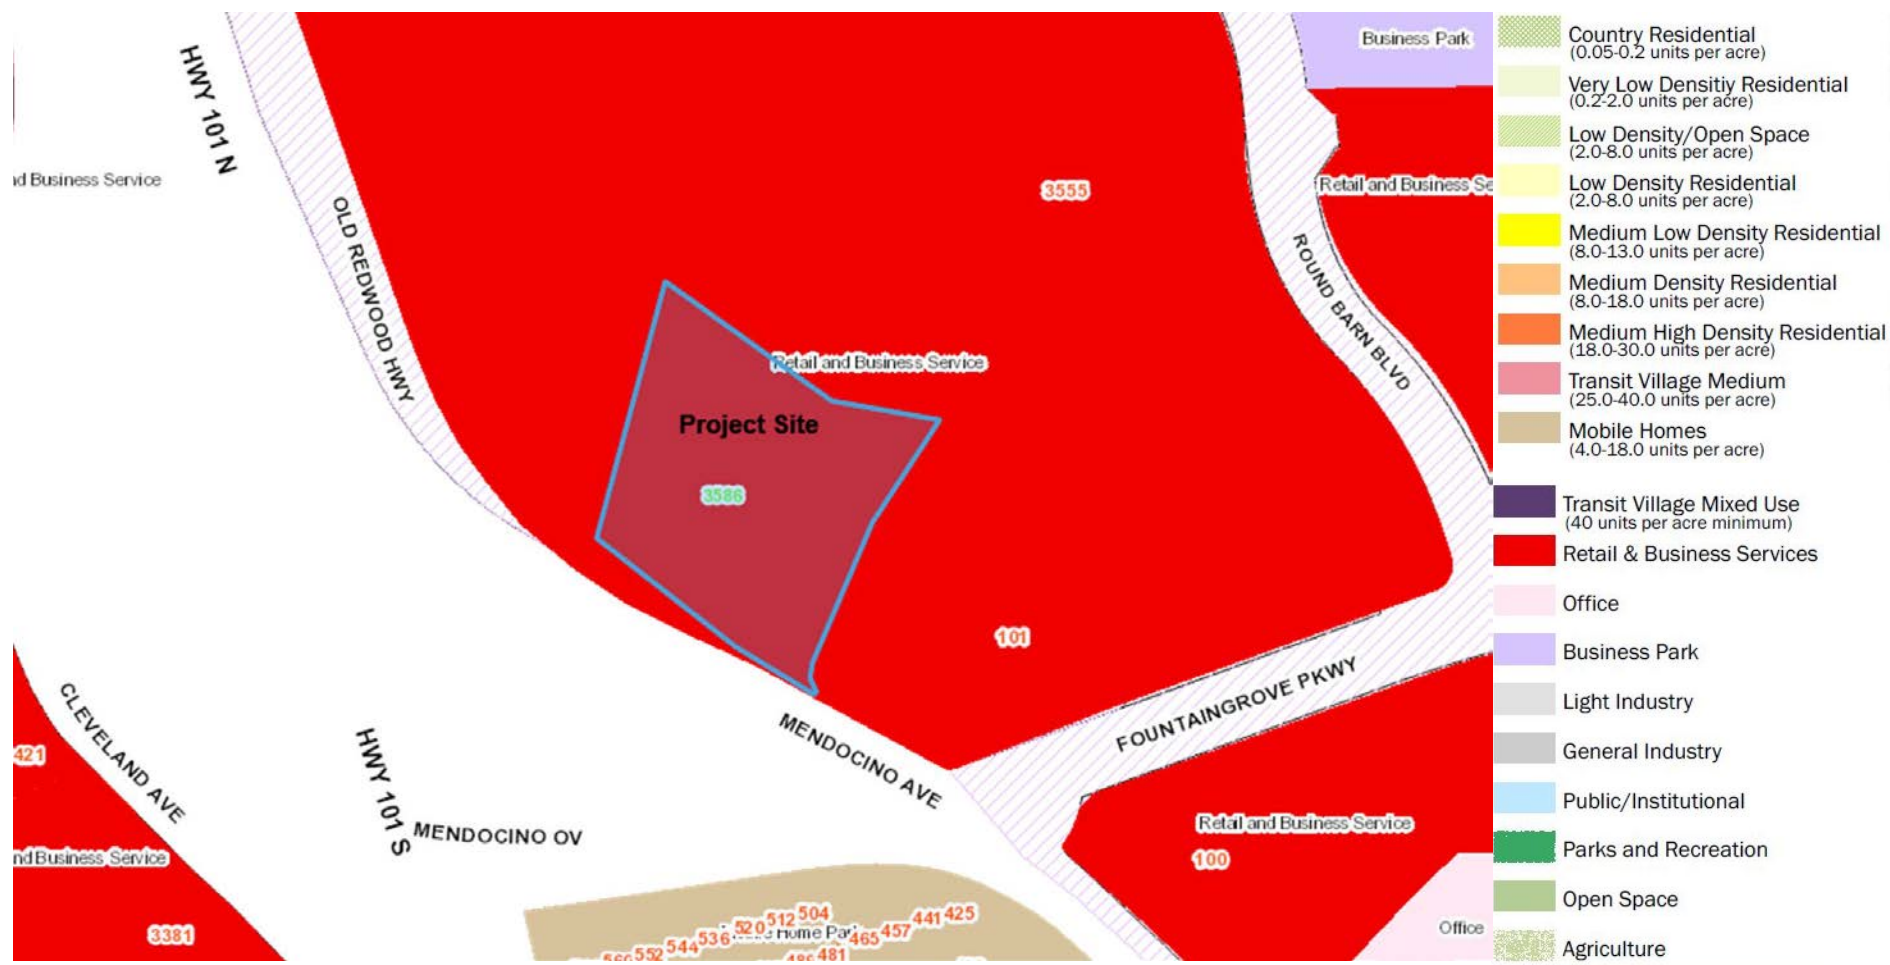 Business Park
HWY 101 N
3555
Business Service
Retail and Business
OLD REDWOOD HWY
ROUND BARN BLVD
Retail and Business Service
Project Site
3586
101
FOUNTAINGROVE PKWY
CLEVELAND AVE
MENDOCINO AVE
421
HWY 101 S
MENDOCINO OV
Retail and Business Service
Business Service
100
3381
Office
552 544 536 520 512 504
465 457 441 425
481
Country Residential
(0.05-0.2 units per acre)
Very Low Densitiy Residential
(0.2-2.0 units per acre)
Low Density/Open Space
(2.0-8.0 units per acre)
Low Density Residential
(2.0-8.0 units per acre)
Medium Low Density Residential
(8.0-13.0 units per acre)
Medium Density Residential
(8.0-18.0 units per acre)
Medium High Density Residential
(18.0-30.0 units per acre)
Transit Village Medium
(25.0-40.0 units per acre)
Mobile Homes
(4.0-18.0 units per acre)
Transit Village Mixed Use
(40 units per acre minimum)
Retail & Business Services
Office
Business Park
Light Industry
General Industry
Public/Institutional
Parks and Recreation
Open Space
Agriculture